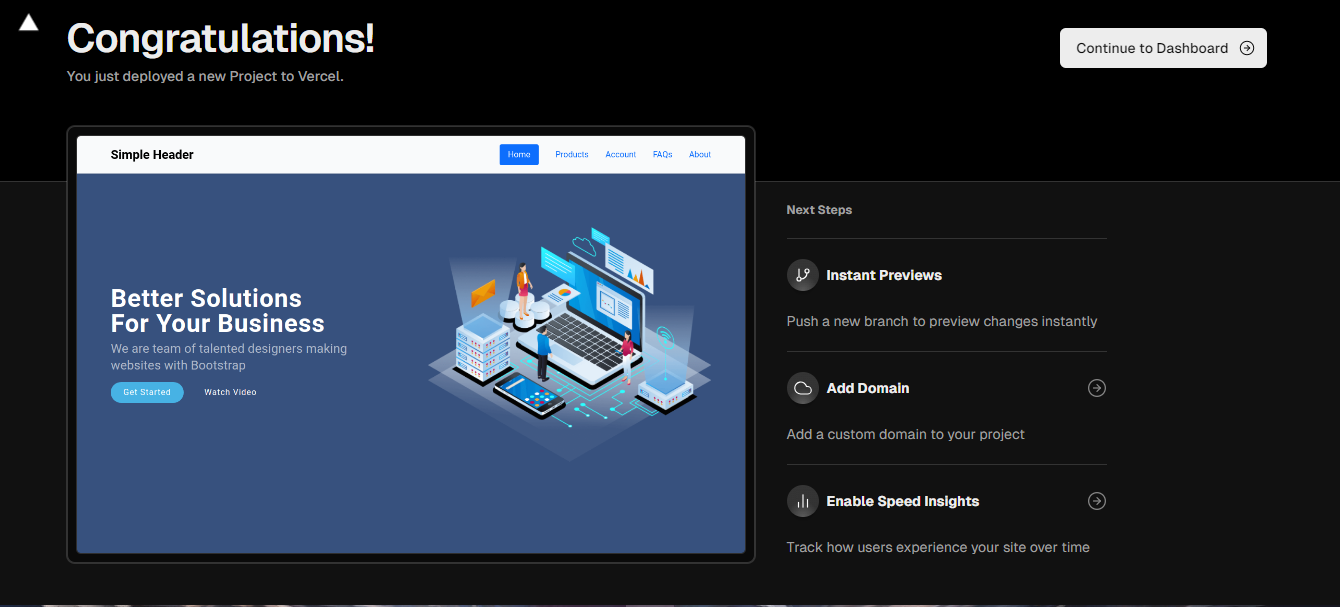 Congratulations!
You just deployed a new Project to Vercel.
Continue to Dashboard
Simple Header
Home Products Account FAQs About
Better Solutions
For Your Business
We are team of talented designers making
websites with Bootstrap
Get Started Watch Video
Next Steps
Instant Previews
Push a new branch to preview changes instantly
Add Domain
Add a custom domain to your project
Enable Speed Insights
Track how users experience your site over time